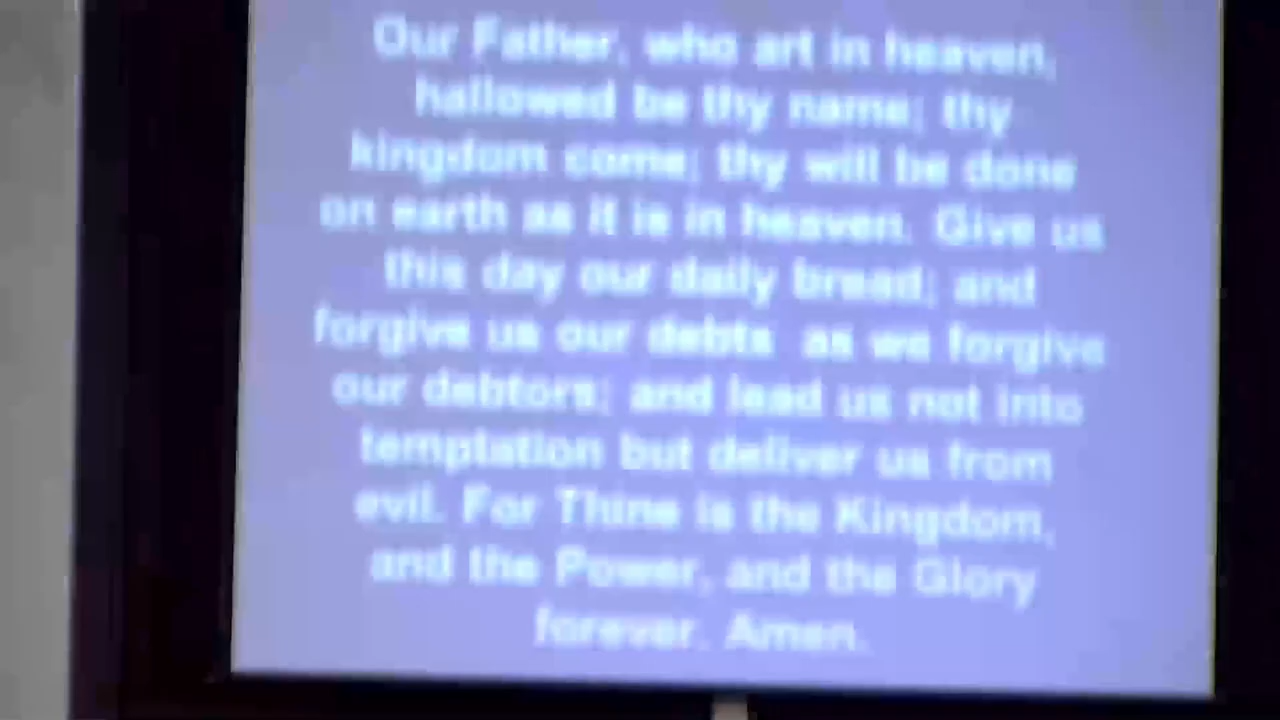 Our Father, who art in heaven,
hallowed be thy name; thy
kingdom come; thy will be done
on earth as it is in heaven. Give us
this day our daily bread; and
forgive us our debts as we forgive
our debtors; and lead us not into
temptation but deliver us from
evil. For Thine is the Kingdom,
and the Power, and the Glory
forever. Amen.